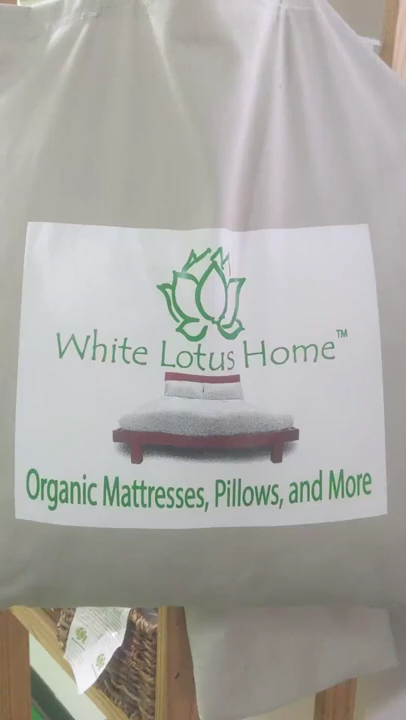 White Lotus Home™
Organic Mattresses, Pillows, and More